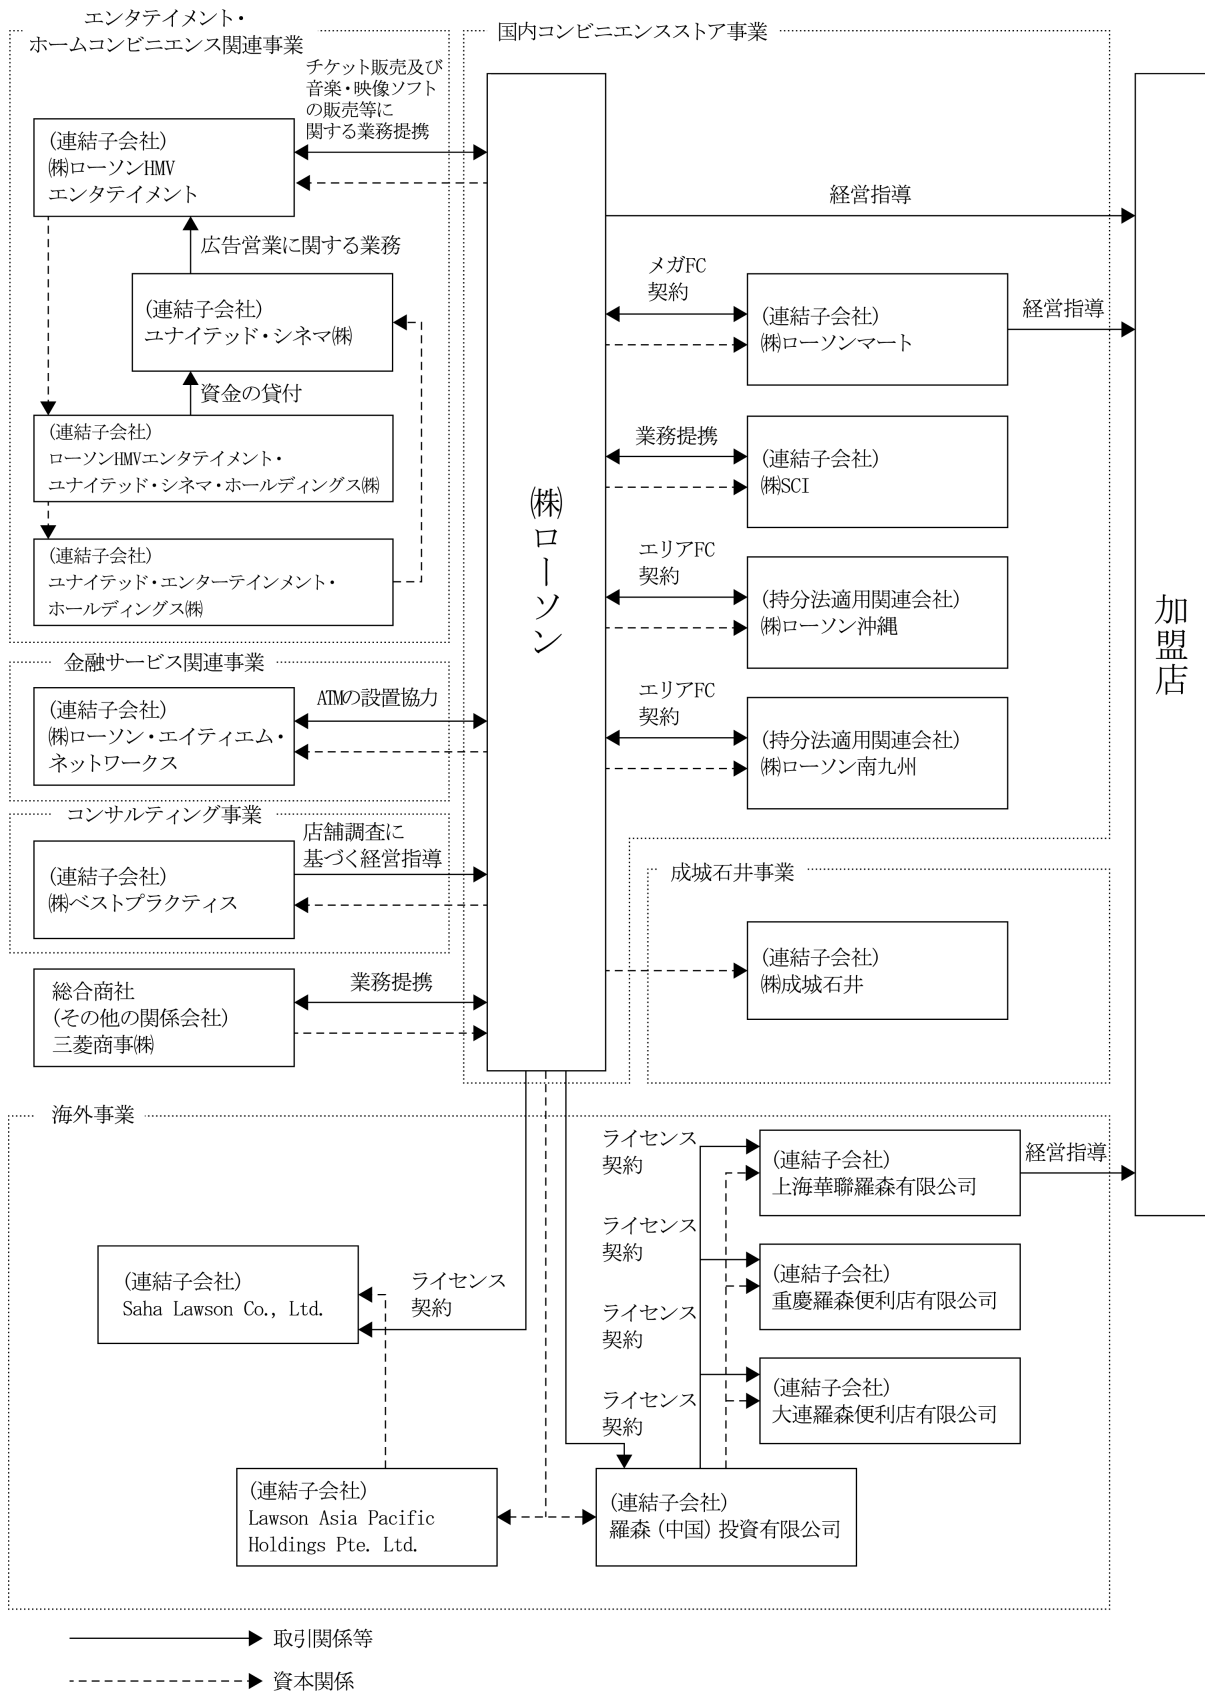 エンタテイメント・
ホームコンビニエンス関連事業
チケット販売及び
音楽・映像ソフト
の販売等に
関する業務提携
(連結子会社)
㈱ローソンHMV
エンタテイメント
広告営業に関する業務
(連結子会社)
ユナイテッド・シネマ㈱
資金の貸付
(連結子会社)
ローソンHMVエンタテイメント・
ユナイテッド・シネマ・ホールディングス㈱
(連結子会社)
ユナイテッド・エンターテインメント・
ホールディングス㈱
金融サービス関連事業
(連結子会社)
㈱ローソン・エイティエム・
ネットワークス
ATMの設置協力
コンサルティング事業
店舗調査に
基づく経営指導
(連結子会社)
㈱ベストプラクティス
総合商社
(その他の関係会社)
三菱商事㈱
業務提携
国内コンビニエンスストア事業
㈱ローソン
経営指導
メガFC
契約
(連結子会社)
㈱ローソンマート
経営指導
業務提携
(連結子会社)
㈱SCI
エリアFC
契約
(持分法適用関連会社)
㈱ローソン沖縄
エリアFC
契約
(持分法適用関連会社)
㈱ローソン南九州
加盟店
成城石井事業
(連結子会社)
㈱成城石井
海外事業
ライセンス
契約
(連結子会社)
上海華聯羅森有限公司
経営指導
ライセンス
契約
(連結子会社)
重慶羅森便利店有限公司
(連結子会社)
Saha Lawson Co., Ltd.
ライセンス
契約
ライセンス
契約
(連結子会社)
大連羅森便利店有限公司
ライセンス
契約
(連結子会社)
Lawson Asia Pacific
Holdings Pte. Ltd.
(連結子会社)
羅森(中国)投資有限公司
取引関係等
資本関係